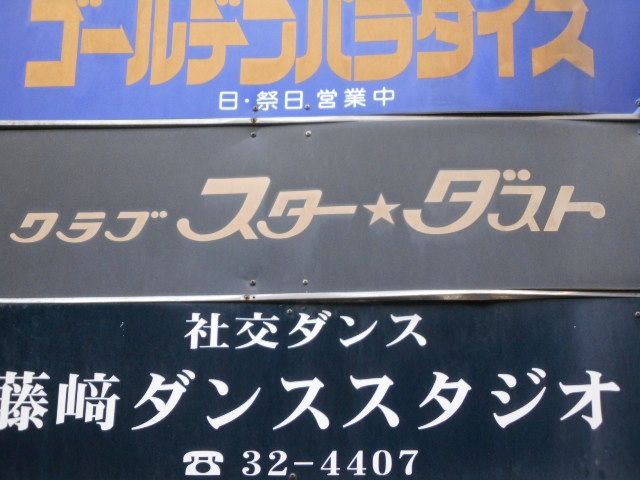 ゴールデンパラダイス
日・祭日営業中
クラブ スター★ダスト
社交ダンス
藤﨑ダンススタジオ
☎32-4407